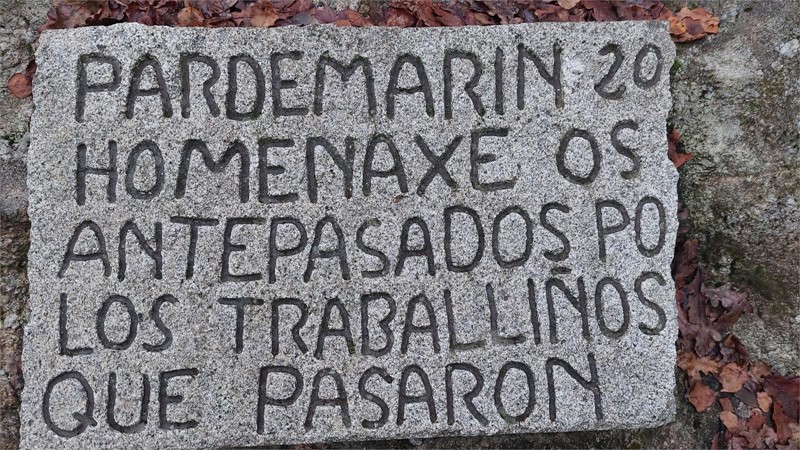 PARDEMARIN 20
HOMENAXE OS
ANTEPASADOS PO
LOS TRABALLIÑOS
QUE PASARON